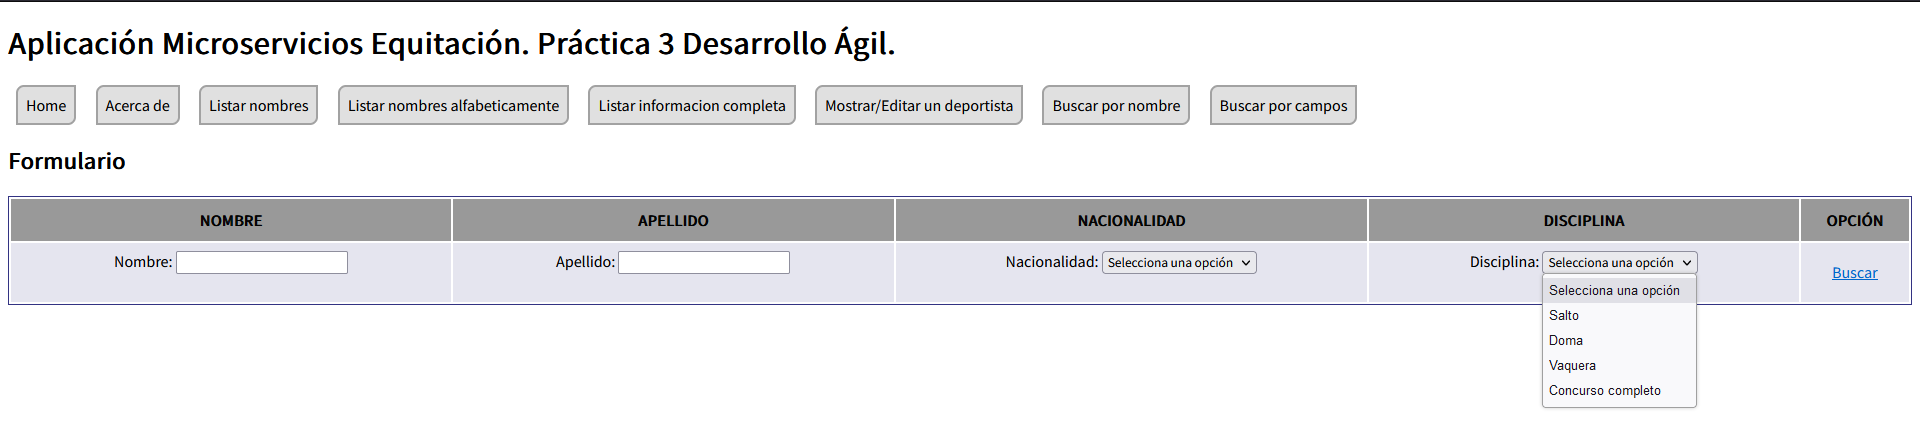 Aplicación Microservicios Equitación. Práctica 3 Desarrollo Ágil.
Home Acerca de Listar nombres Listar nombres alfabeticamente Listar informacion completa Mostrar/Editar un deportista Buscar por nombre Buscar por campos
Formulario
NOMBRE APELLIDO NACIONALIDAD DISCIPLINA OPCIÓN
Nombre: Apellido: Nacionalidad: Selecciona una opción Disciplina: Selecciona una opción Buscar
Selecciona una opción
Salto
Doma
Vaquera
Concurso completo